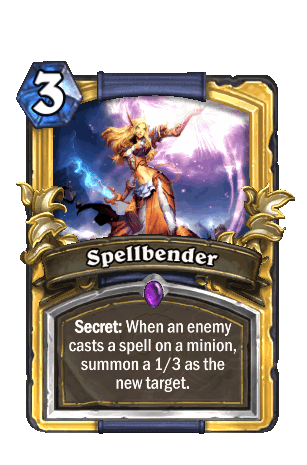 3
Spellbender
Secret: When an enemy
casts a spell on a minion,
summon a 1/3 as the
new target.